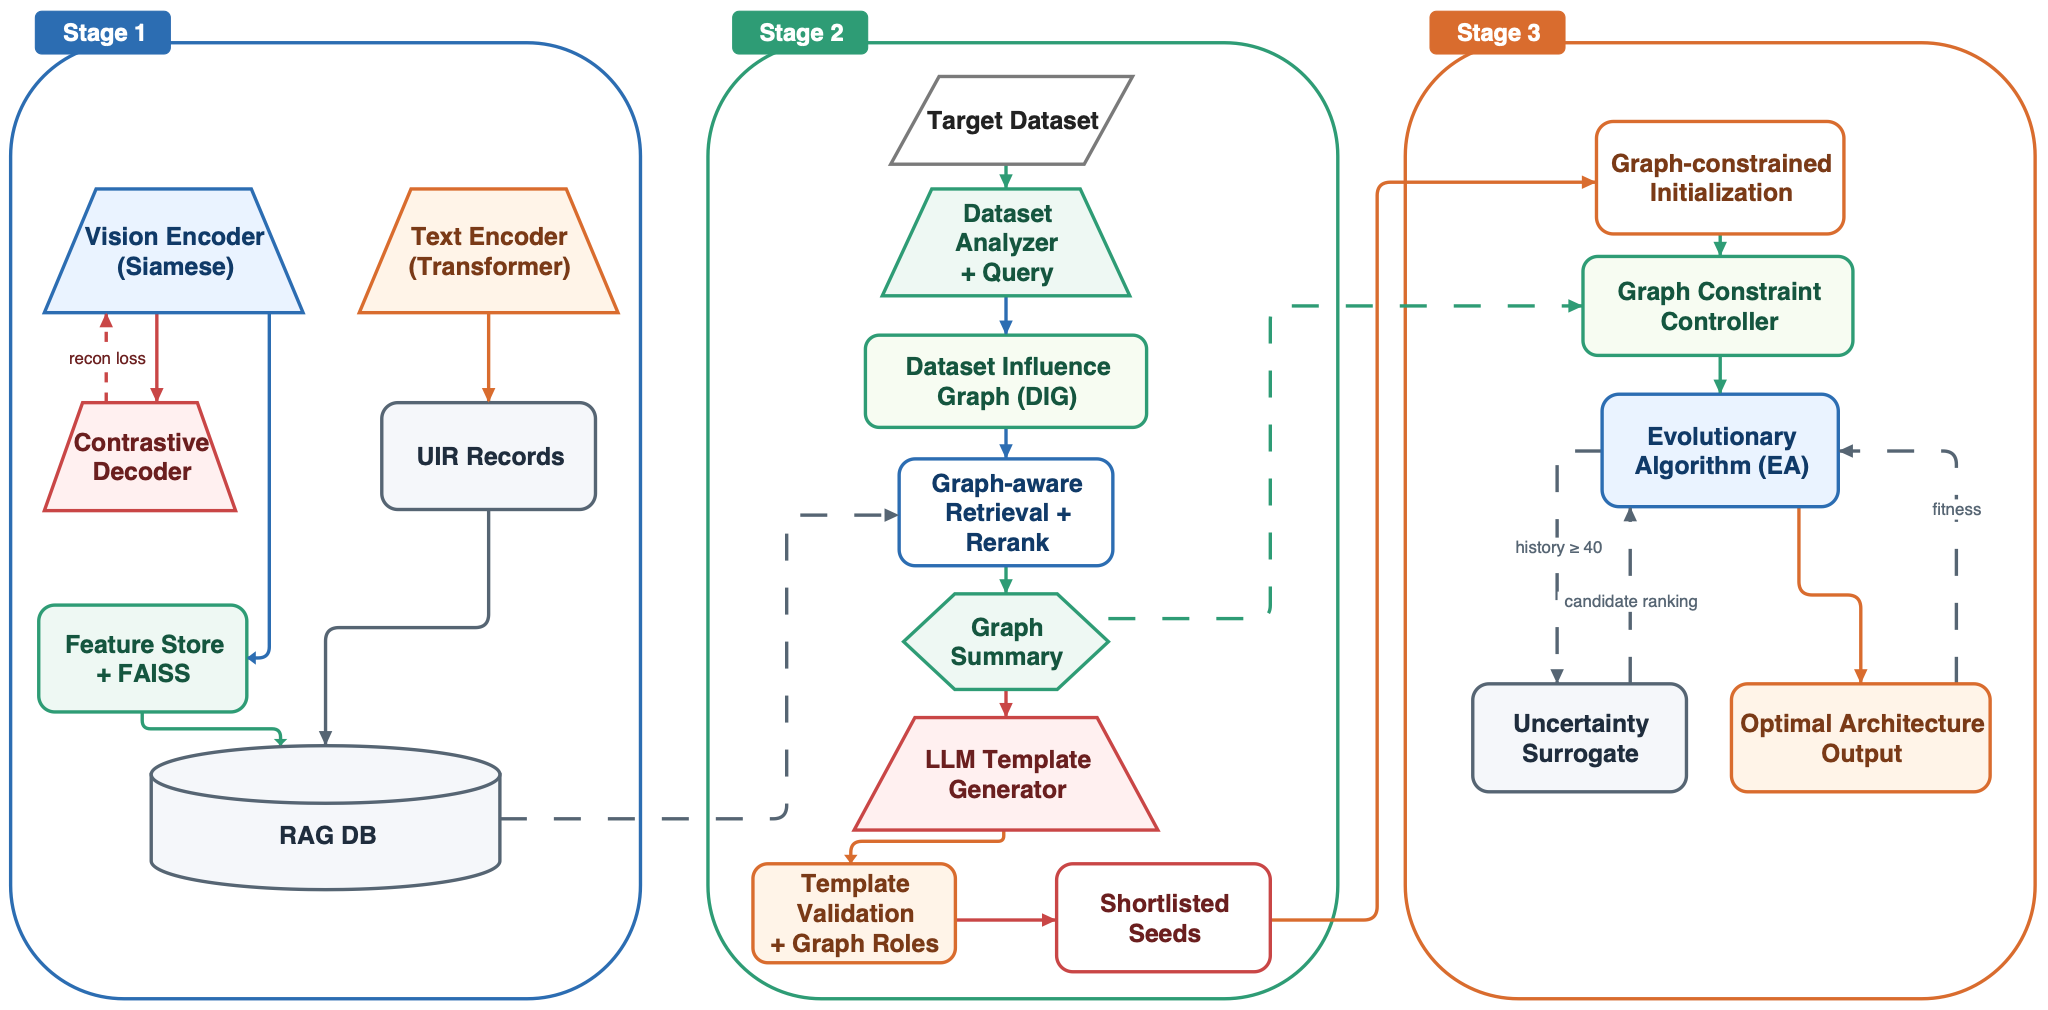 Stage 1
Vision Encoder
(Siamese)
Text Encoder
(Transformer)
recon loss
Contrastive
Decoder
UIR Records
Feature Store
+ FAISS
RAG DB
Stage 2
Target Dataset
Dataset
Analyzer
+ Query
Dataset Influence
Graph (DIG)
Graph-aware
Retrieval +
Rerank
Graph
Summary
LLM Template
Generator
Template
Validation
+ Graph Roles
Shortlisted
Seeds
Stage 3
Graph-constrained
Initialization
Graph Constraint
Controller
Evolutionary
Algorithm (EA)
fitness
history ≥ 40
candidate ranking
Uncertainty
Surrogate
Optimal Architecture
Output